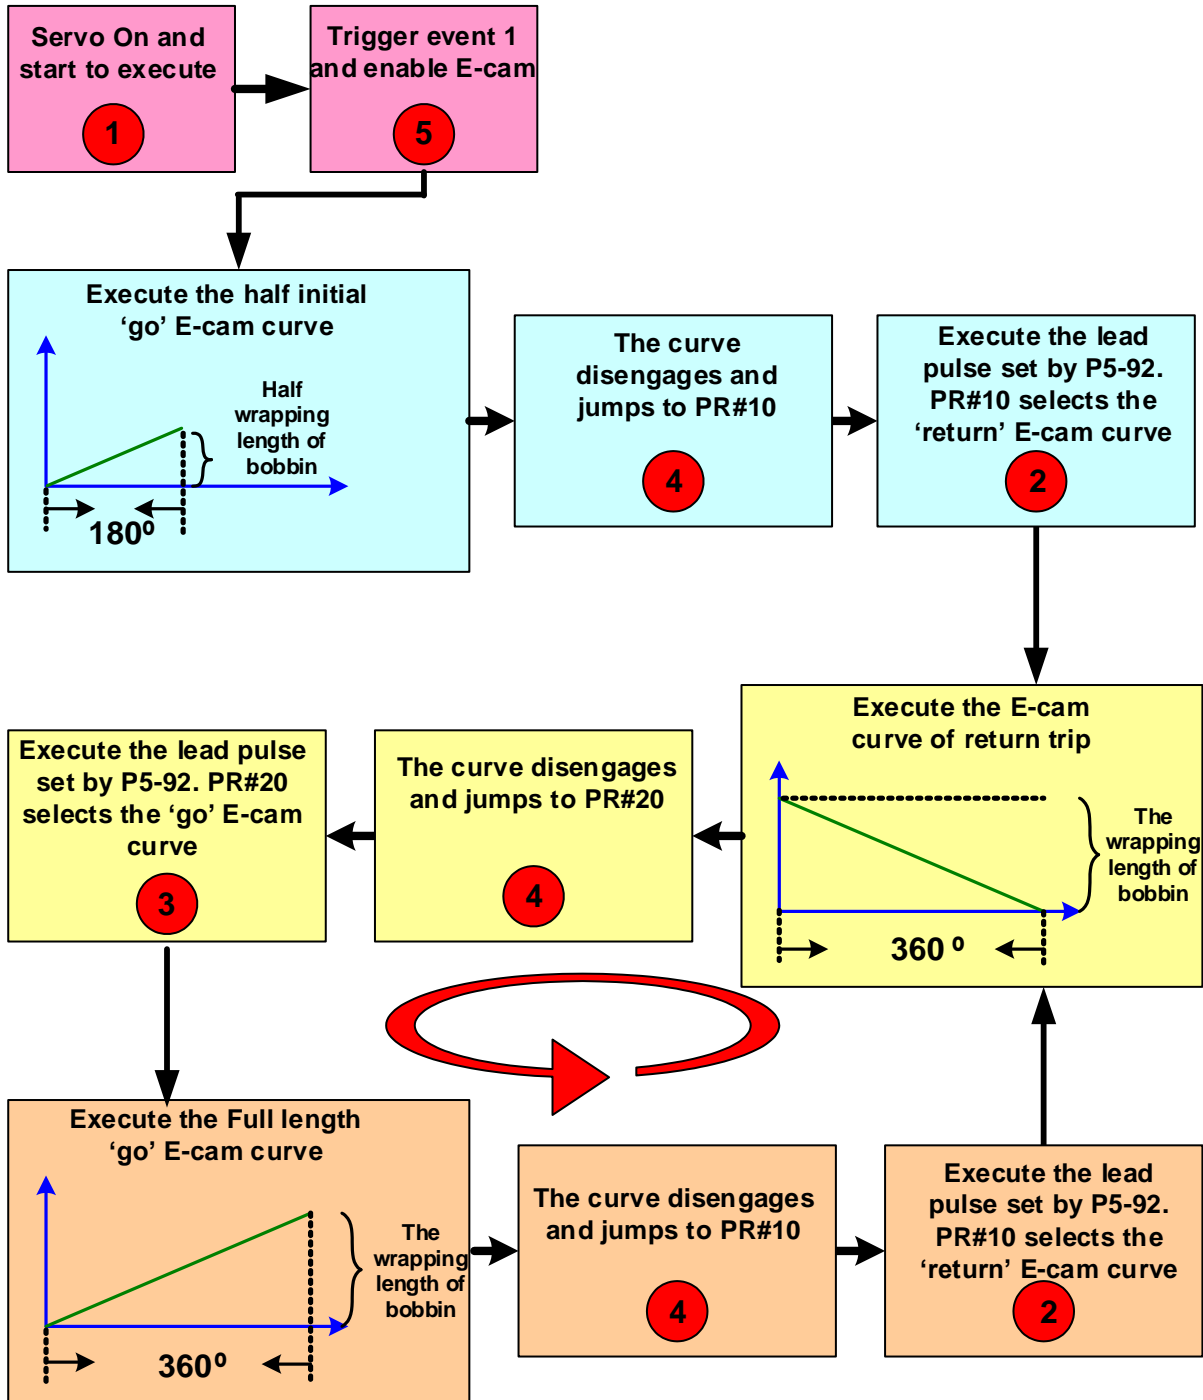 Servo On and
start to execute
1
Trigger event 1
and enable E-cam
5
Execute the half initial
‘go’ E-cam curve
Half
wrapping
length of
bobbin
180⁰
The curve
disengages and
jumps to PR#10
4
Execute the lead
pulse set by P5-92.
PR#10 selects the
‘return’ E-cam curve
2
Execute the E-cam
curve of return trip
The
wrapping
length of
bobbin
360 ⁰
The curve disengages
and jumps to PR#20
4
Execute the lead pulse
set by P5-92. PR#20
selects the ‘go’ E-cam
curve
3
Execute the Full length
‘go’ E-cam curve
The
wrapping
length of
bobbin
360⁰
The curve disengages
and jumps to PR#10
4
Execute the lead
pulse set by P5-92.
PR#10 selects the
‘return’ E-cam curve
2